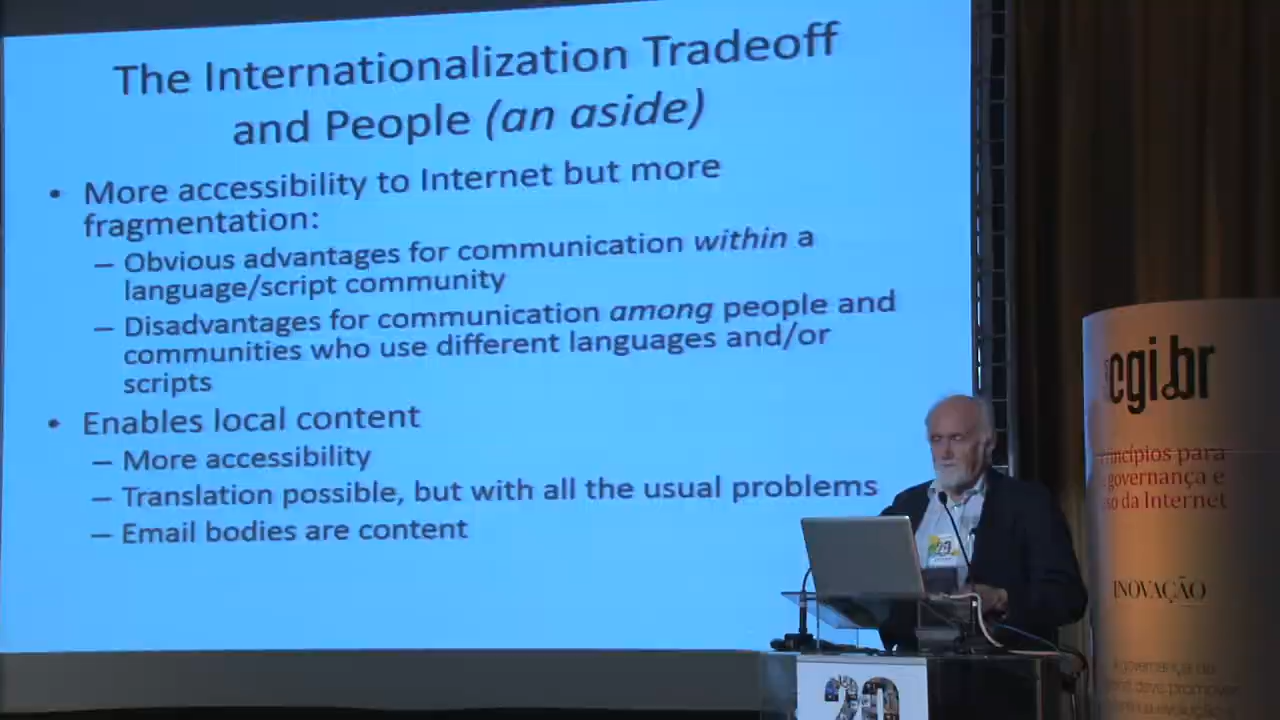 The Internationalization Tradeoff
and People (an aside)
• More accessibility to Internet but more
fragmentation:
– Obvious advantages for communication within a
language/script community
– Disadvantages for communication among people and
communities who use different languages and/or
scripts
• Enables local content
– More accessibility
– Translation possible, but with all the usual problems
– Email bodies are content
cgi.br
para
governança e
da Internet
INOVAÇÃO
20